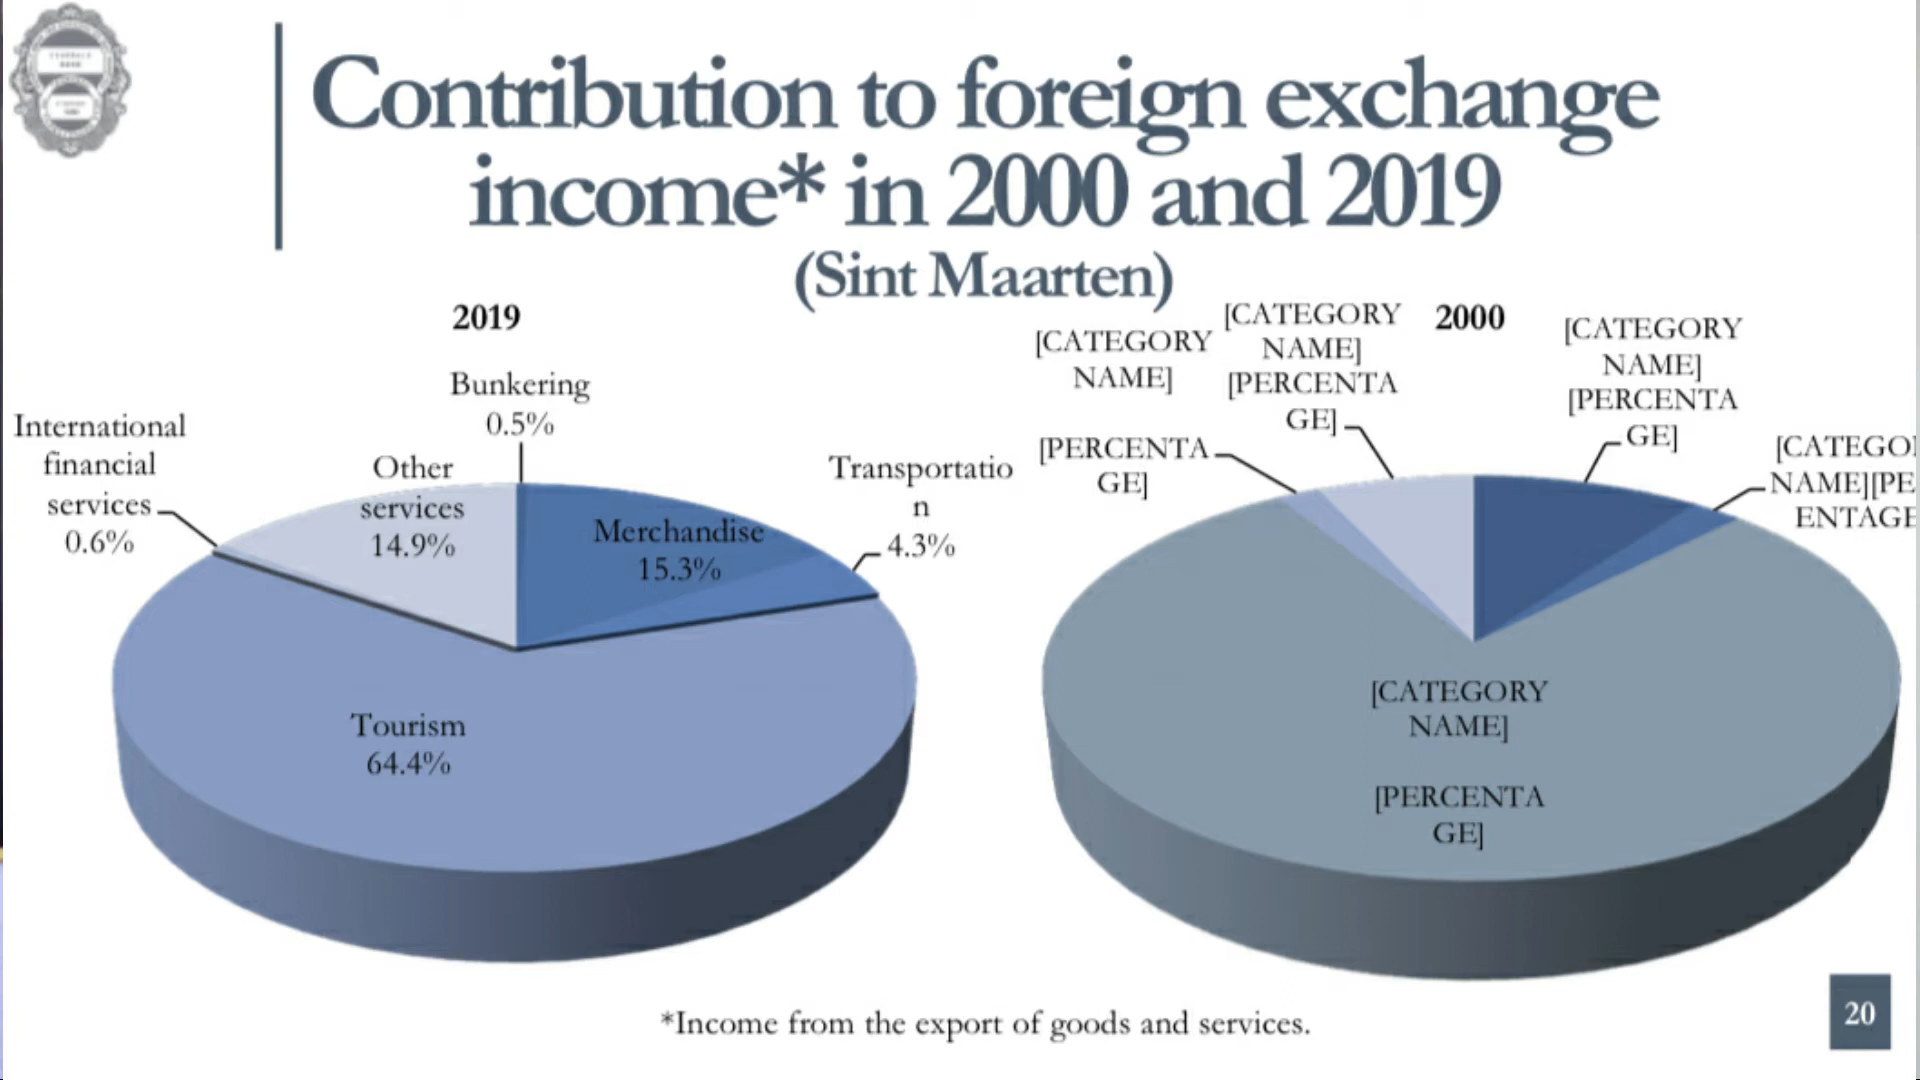 Contribution to foreign exchange
income* in 2000 and 2019
(Sint Maarten)
2019
Bunkering
0.5%
International
financial
services
0.6%
Other
services
14.9%
Merchandise
15.3%
Transportatio
n
4.3%
Tourism
64.4%
2000
[CATEGORY
NAME]
[PERCENTA
GE]
[CATEGORY
NAME]
[PERCENTA
GE]
[CATEGORY
NAME]
[PERCENTA
GE]
[CATEGO
NAME][PE
ENTAGE
[CATEGORY
NAME]
[PERCENTA
GE]
*Income from the export of goods and services.
20